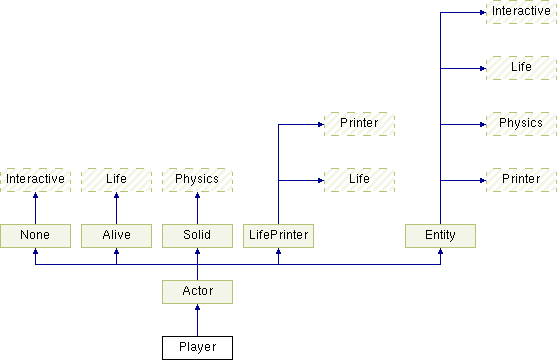 Interactive
Life
Printer
Physics
Interactive
Life
Physics
Life
Printer
None
Alive
Solid
LifePrinter
Entity
Actor
Player